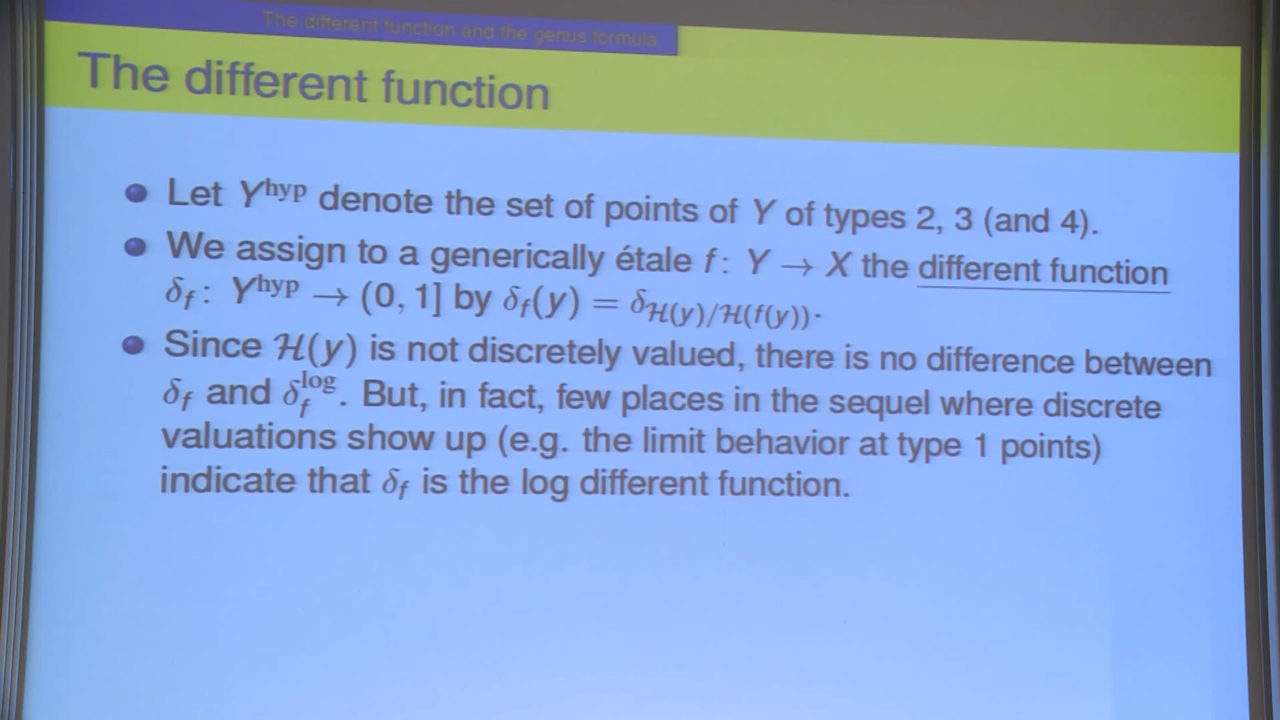 The different function and the genus formula
The different function
Let Y^hyp denote the set of points of Y of types 2, 3 (and 4).
We assign to a generically étale f: Y → X the different function
δ_f: Y^hyp → (0, 1] by δ_f(y) = δ_{ℋ(y)/ℋ(f(y))}.
Since ℋ(y) is not discretely valued, there is no difference between
δ_f and δ_f^log. But, in fact, few places in the sequel where discrete
valuations show up (e.g. the limit behavior at type 1 points)
indicate that δ_f is the log different function.